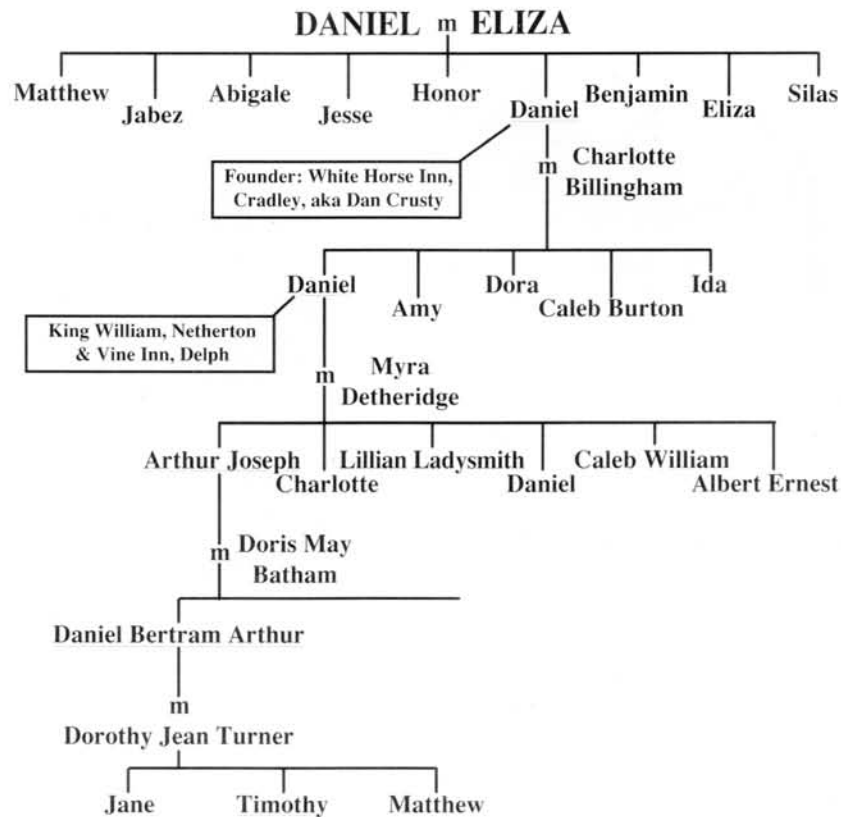 DANIEL m ELIZA
Matthew Jabez Abigale Jesse Honor Daniel Benjamin Eliza Silas
Founder: White Horse Inn,
Cradley, aka Dan Crusty
m Charlotte
Billingham
Daniel Amy Dora Caleb Burton Ida
King William, Netherton
& Vine Inn, Delph
m Myra
Detheridge
Arthur Joseph Charlotte Lillian Ladysmith Daniel Caleb William Albert Ernest
m Doris May
Batham
Daniel Bertram Arthur
m
Dorothy Jean Turner
Jane Timothy Matthew